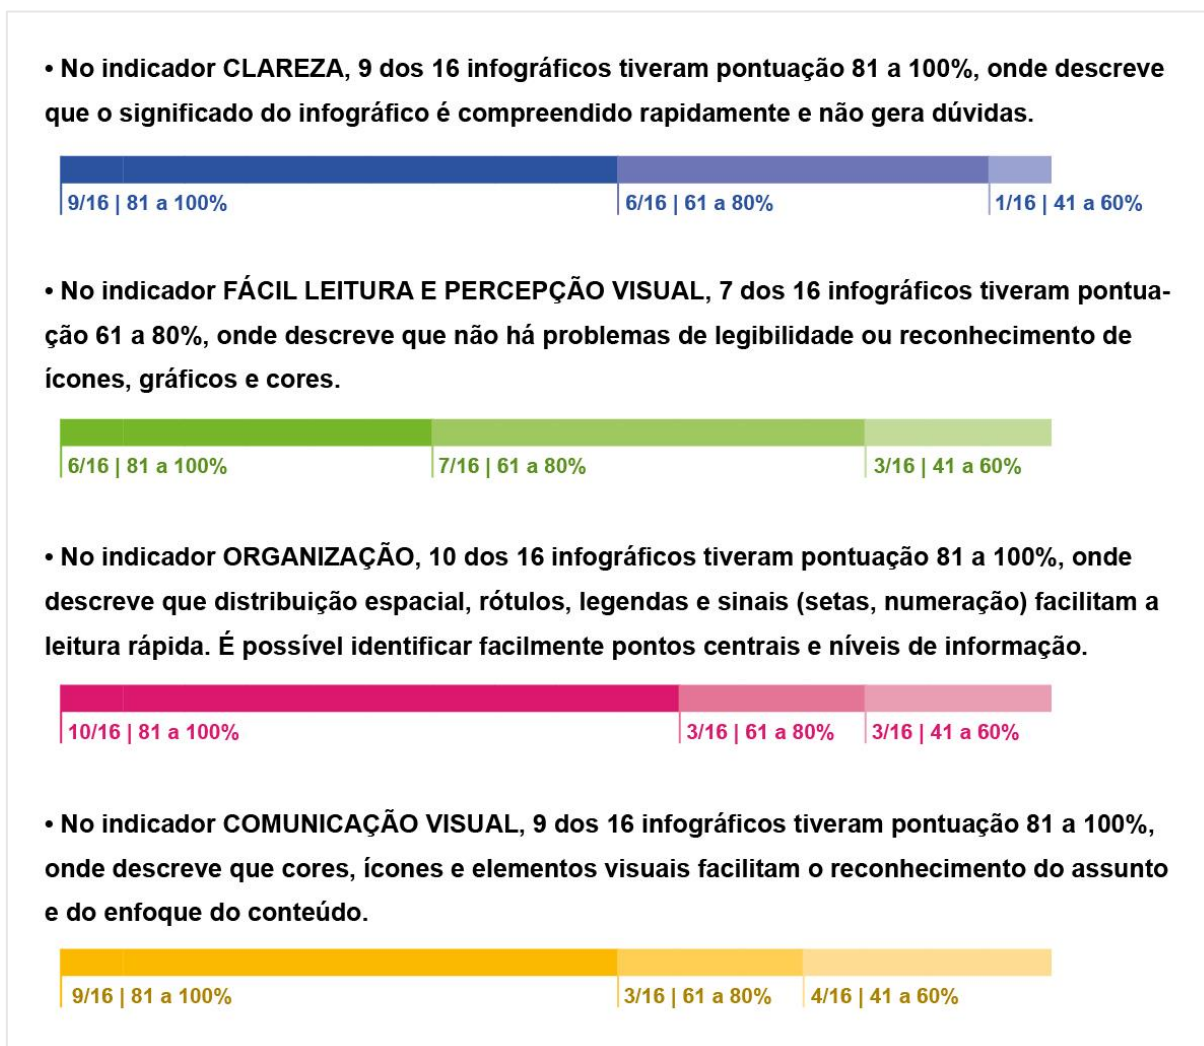 • No indicador CLAREZA, 9 dos 16 infográficos tiveram pontuação 81 a 100%, onde descreve
que o significado do infográfico é compreendido rapidamente e não gera dúvidas.
9/16 | 81 a 100%
6/16 | 61 a 80%
1/16 | 41 a 60%
• No indicador FÁCIL LEITURA E PERCEPÇÃO VISUAL, 7 dos 16 infográficos tiveram pontua-
ção 61 a 80%, onde descreve que não há problemas de legibilidade ou reconhecimento de
ícones, gráficos e cores.
6/16 | 81 a 100%
7/16 | 61 a 80%
3/16 | 41 a 60%
• No indicador ORGANIZAÇÃO, 10 dos 16 infográficos tiveram pontuação 81 a 100%, onde
descreve que distribuição espacial, rótulos, legendas e sinais (setas, numeração) facilitam a
leitura rápida. É possível identificar facilmente pontos centrais e níveis de informação.
10/16 | 81 a 100%
3/16 | 61 a 80%
3/16 | 41 a 60%
• No indicador COMUNICAÇÃO VISUAL, 9 dos 16 infográficos tiveram pontuação 81 a 100%,
onde descreve que cores, ícones e elementos visuais facilitam o reconhecimento do assunto
e do enfoque do conteúdo.
9/16 | 81 a 100%
3/16 | 61 a 80%
4/16 | 41 a 60%